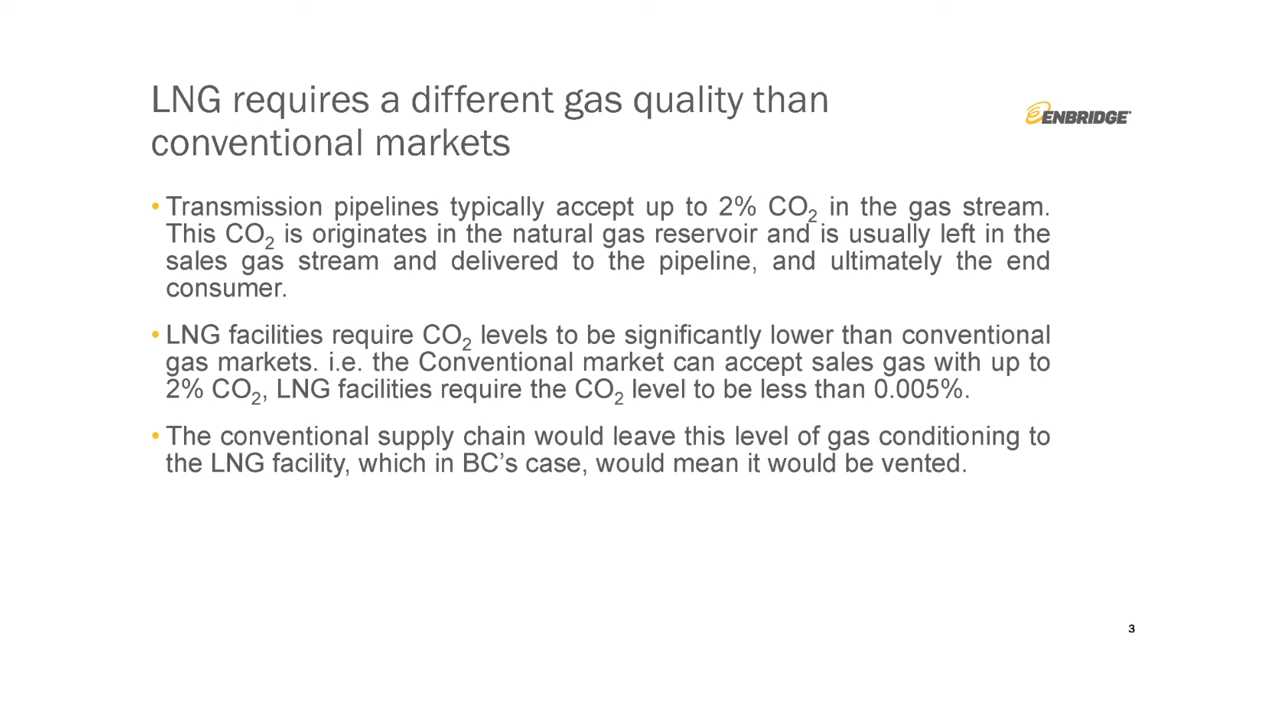 LNG requires a different gas quality than
conventional markets
ENBRIDGE
• Transmission pipelines typically accept up to 2% CO₂ in the gas stream.
This CO₂ is originates in the natural gas reservoir and is usually left in the
sales gas stream and delivered to the pipeline, and ultimately the end
consumer.
• LNG facilities require CO₂ levels to be significantly lower than conventional
gas markets. i.e. the Conventional market can accept sales gas with up to
2% CO₂, LNG facilities require the CO₂ level to be less than 0.005%.
• The conventional supply chain would leave this level of gas conditioning to
the LNG facility, which in BC’s case, would mean it would be vented.
3